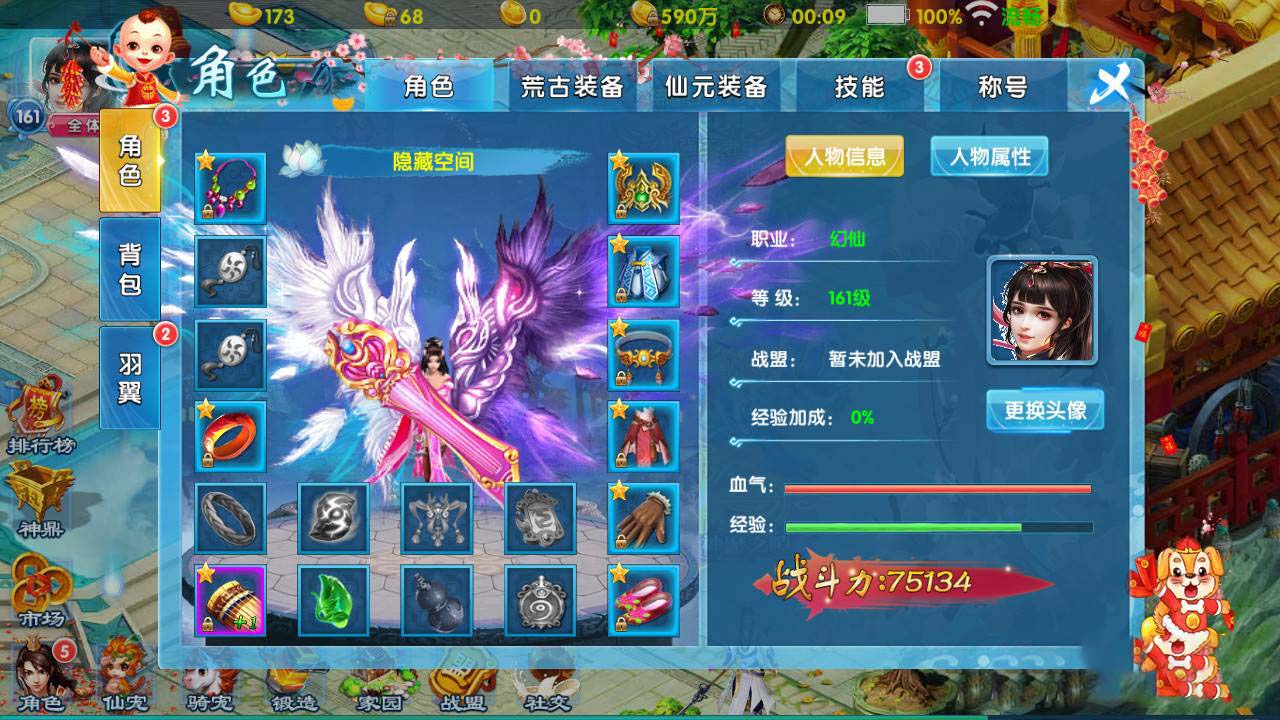 173 68 0 590万 00:09 100% 流畅
角色
角色 荒古装备 仙元装备 技能 3 称号
161
全体
3
角色
背包
2
羽翼
隐藏空间
人物信息 人物属性
职业: 幻仙
等级: 161级
战盟: 暂未加入战盟
经验加成: 0%
更换头像
血气:
经验:
战斗力:75134
+1
榜
排行榜
神鼎
市场
5
角色 仙宠 骑宠 锻造 家园 战盟 社交